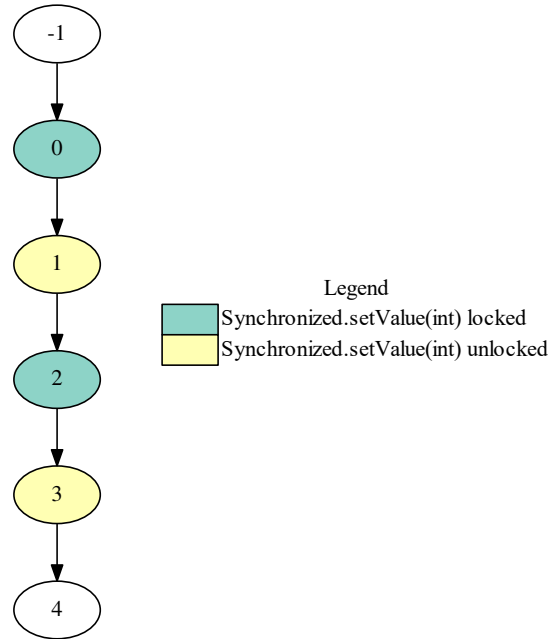 -1
0
1
2
3
4
Legend
Synchronized.setValue(int) locked
Synchronized.setValue(int) unlocked